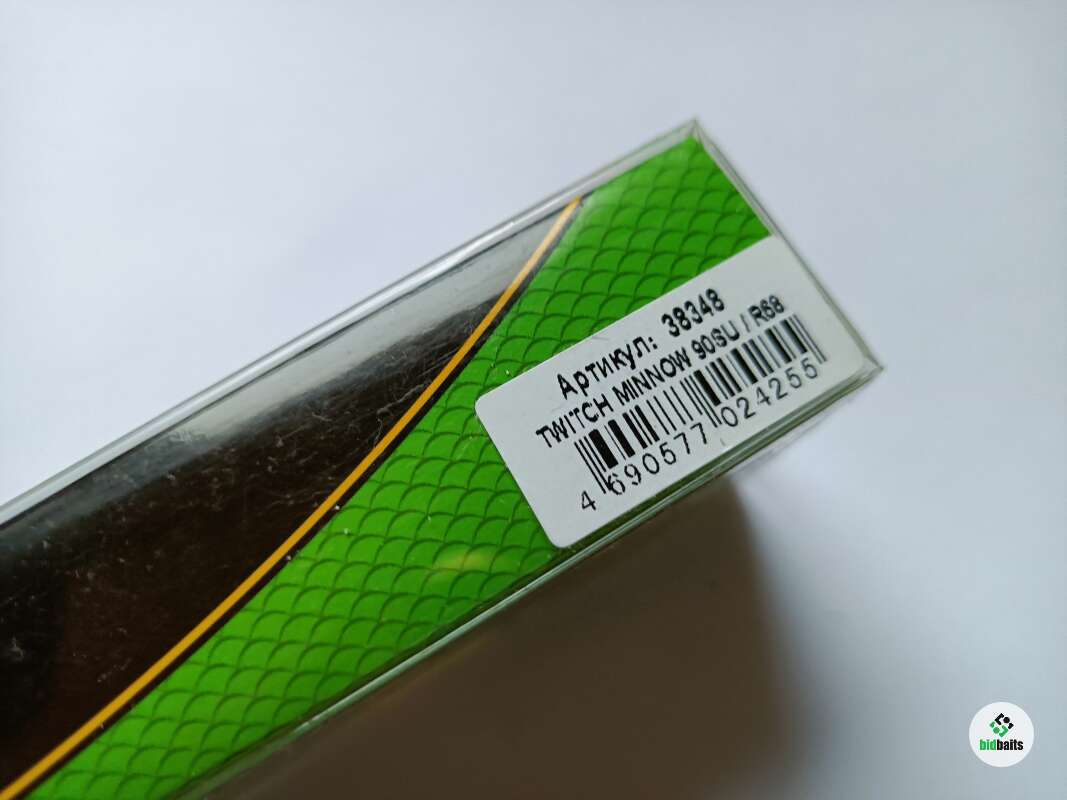 Артикул: 38348
TWITCH MINNOW 90SU / R68
4 690577 024255
bidbaits